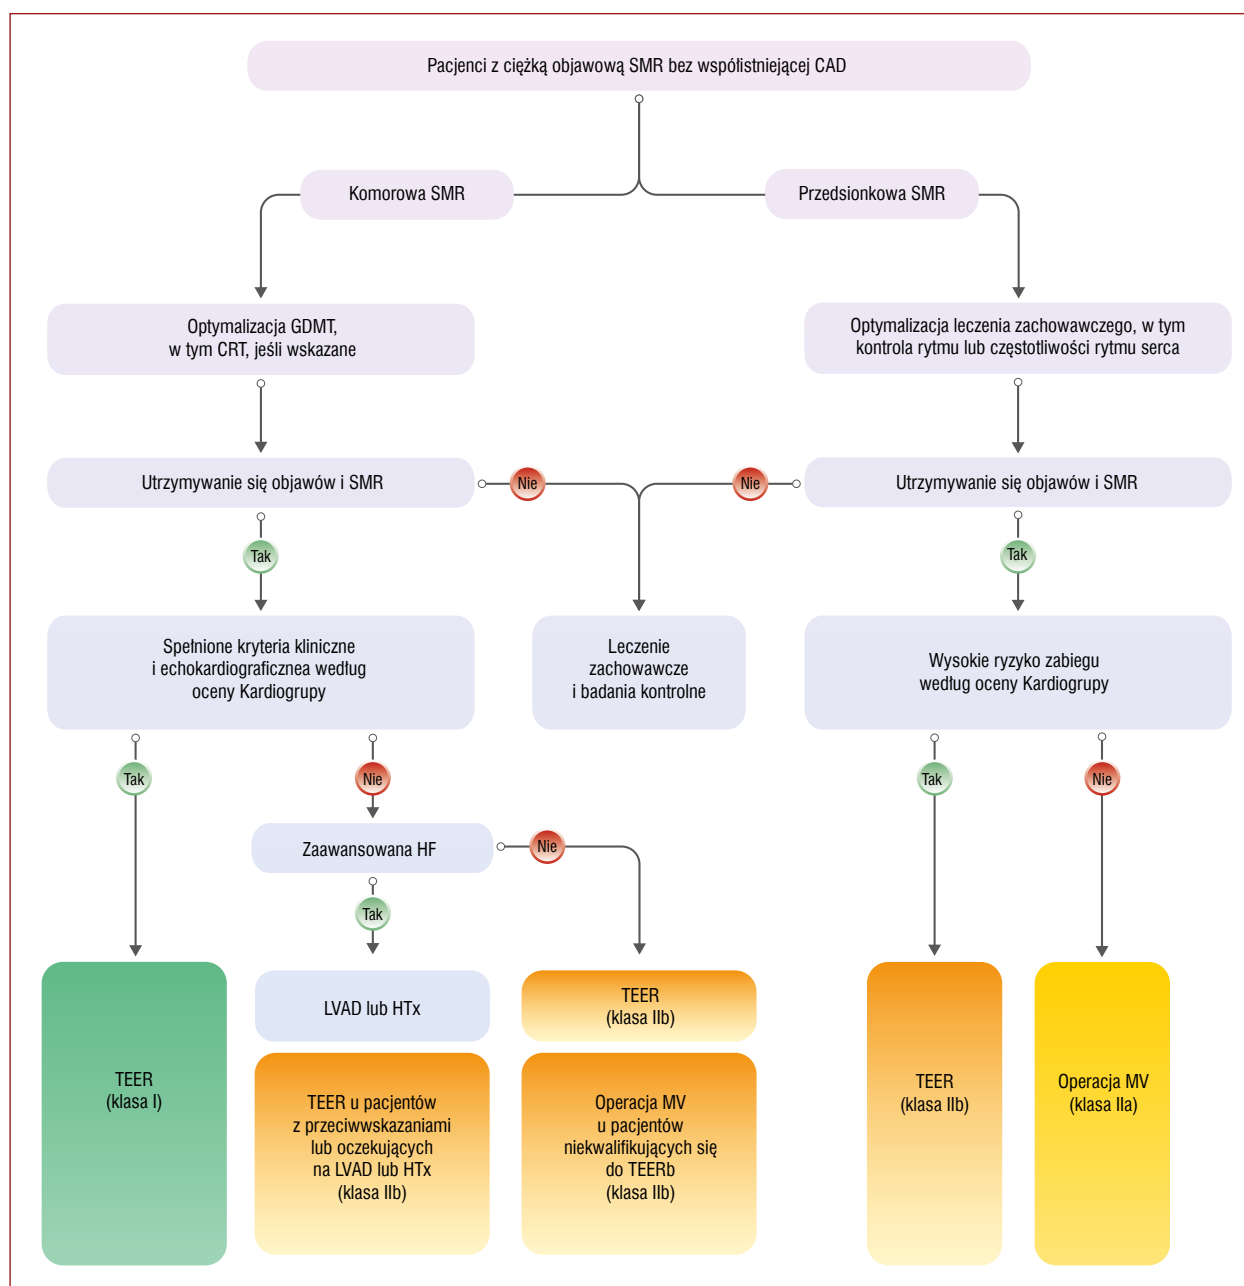 Pacjenci z ciężką objawową SMR bez współistniejącej CAD
Komorowa SMR
Przedsionkowa SMR
Optymalizacja GDMT,
w tym CRT, jeśli wskazane
Optymalizacja leczenia zachowawczego, w tym
kontrola rytmu lub częstotliwości rytmu serca
Utrzymywanie się objawów i SMR
Nie
Nie
Utrzymywanie się objawów i SMR
Tak
Tak
Spełnione kryteria kliniczne
i echokardiograficznea według
oceny Kardiogrupy
Leczenie
zachowawcze
i badania kontrolne
Wysokie ryzyko zabiegu
według oceny Kardiogrupy
Tak
Nie
Tak
Nie
Zaawansowana HF
Nie
Tak
TEER
(klasa I)
LVAD lub HTx
TEER u pacjentów
z przeciwwskazaniami
lub oczekujących
na LVAD lub HTx
(klasa IIb)
TEER
(klasa IIb)
Operacja MV
u pacjentów
niekwalifikujących się
do TEERb
(klasa IIb)
TEER
(klasa IIb)
Operacja MV
(klasa IIa)